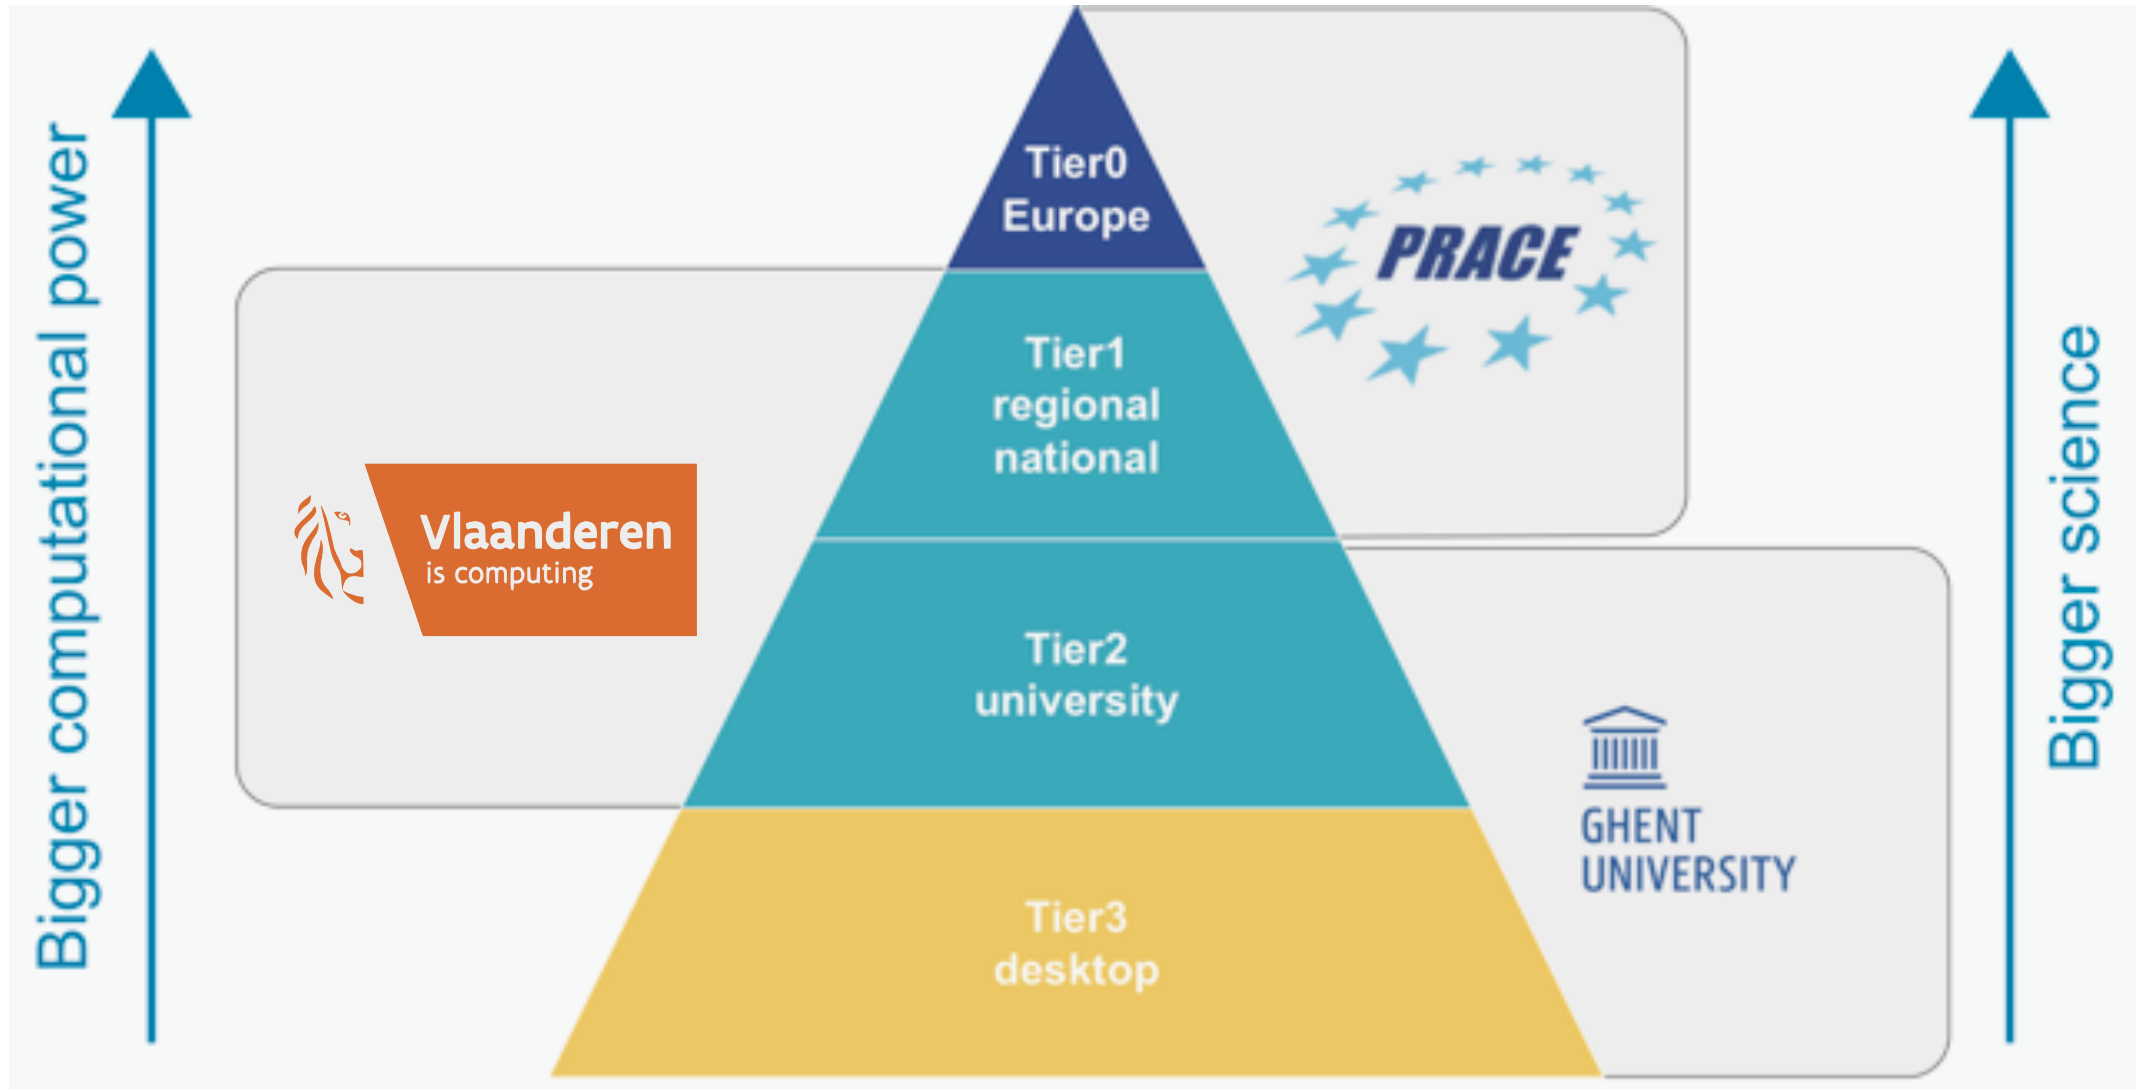 Bigger computational power
Tier0
Europe
PRACE
Tier1
regional
national
Vlaanderen
is computing
Tier2
university
GHENT
UNIVERSITY
Tier3
desktop
Bigger science